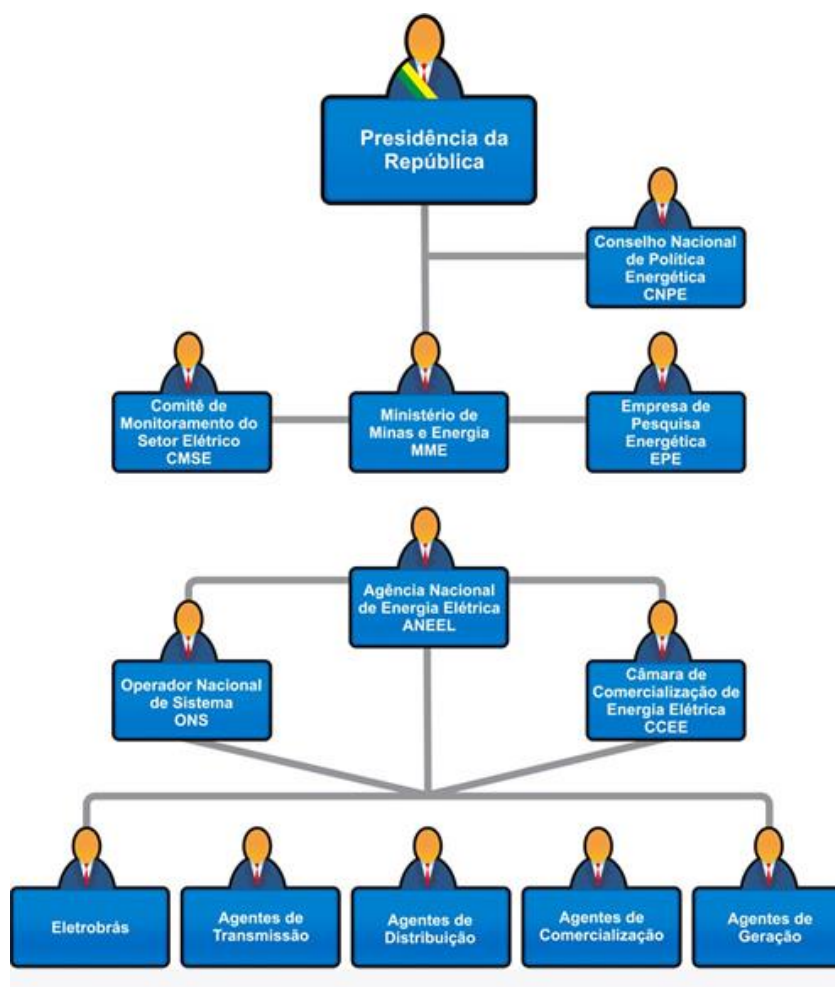 Presidência da
República
Conselho Nacional
de Política
Energética
CNPE
Comitê de
Monitoramento do
Setor Elétrico
CMSE
Ministério de
Minas e Energia
MME
Empresa de
Pesquisa
Energética
EPE
Agência Nacional
de Energia Elétrica
ANEEL
Operador Nacional
de Sistema
ONS
Câmara de
Comercialização de
Energia Elétrica
CCEE
Eletrobrás
Agentes de
Transmissão
Agentes de
Distribuição
Agentes de
Comercialização
Agentes de
Geração